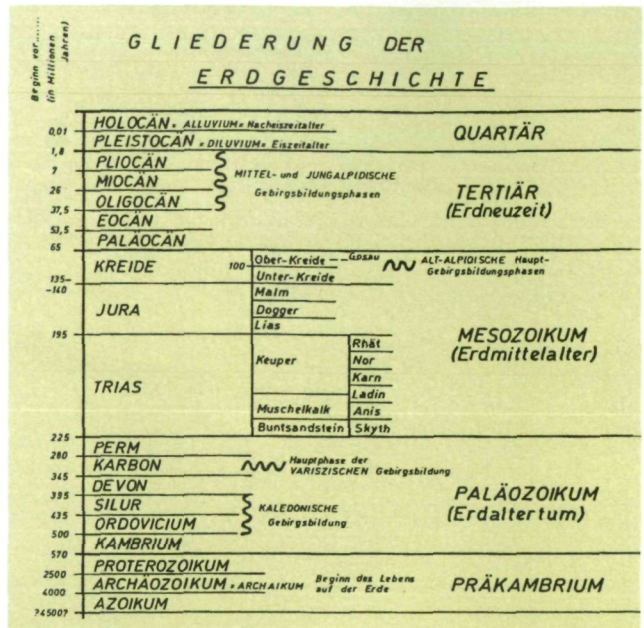 Beginn vor......
(in Millionen
Jahren)
GLIEDERUNG DER
ERDGESCHICHTE
HOLOCÄN = ALLUVIUM = Nacheiszeitalter
0,01
PLEISTOCÄN = DILUVIUM = Eiszeitalter
QUARTÄR
1,8
PLIOCÄN
7
MIOCÄN
26
OLIGOCÄN
37,5
EOCÄN
53,5
PALÄOCÄN
65
MITTEL- und JUNGALPIDISCHE
Gebirgsbildungsphasen
TERTIÄR
(Erdneuzeit)
KREIDE
100
Ober-Kreide -- Gosau
Unter-Kreide
ALT-ALPIDISCHE Haupt-
Gebirgsbildungsphasen
135-
-140
JURA
Malm
Dogger
Lias
195
TRIAS
Keuper
Rhät
Nor
Karn
Ladin
Muschelkalk
Anis
Buntsandstein
Skyth
MESOZOIKUM
(Erdmittelalter)
225
PERM
280
KARBON
Hauptphase der
VARISZISCHEN Gebirgsbildung
345
DEVON
395
SILUR
435
ORDOVICIUM
500
KAMBRIUM
570
KALEDONISCHE
Gebirgsbildung
PALÄOZOIKUM
(Erdaltertum)
PROTEROZOIKUM
2500
ARCHÄOZOIKUM = ARCHAIKUM
Beginn des Lebens
auf der Erde
4000
AZOIKUM
?4500?
PRÄKAMBRIUM